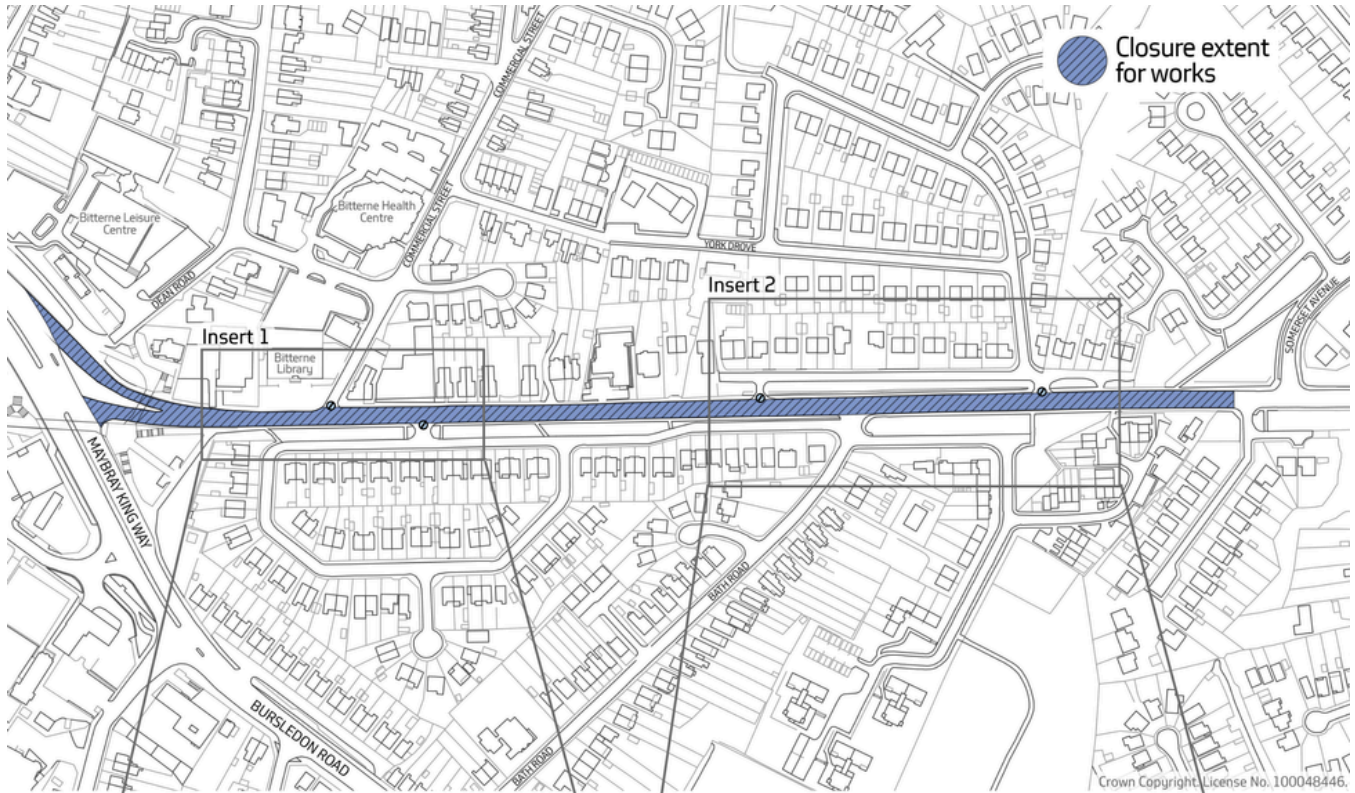 Closure extent
for works
COMMERCIAL STREET
Bitterne Leisure
Centre
Bitterne Health
Centre
COMMERCIAL STREET
YORK DROVE
DEAN ROAD
Insert 1
Insert 2
SOMERSET AVENUE
Bitterne
Library
MAYBRAY KING WAY
BATH ROAD
BURSLEDON ROAD
BATH ROAD
Crown Copyright. License No. 100048446.